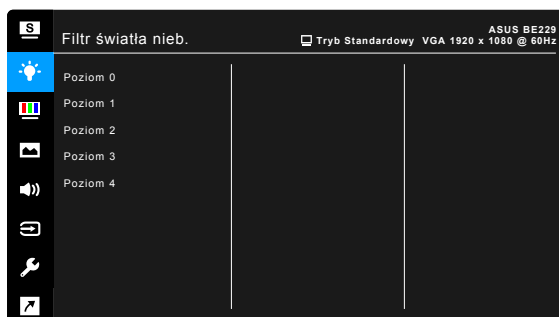 S
ASUS BE229
Filtr światła nieb.
Tryb Standardowy VGA 1920 x 1080 @ 60Hz
Poziom 0
Poziom 1
Poziom 2
Poziom 3
Poziom 4